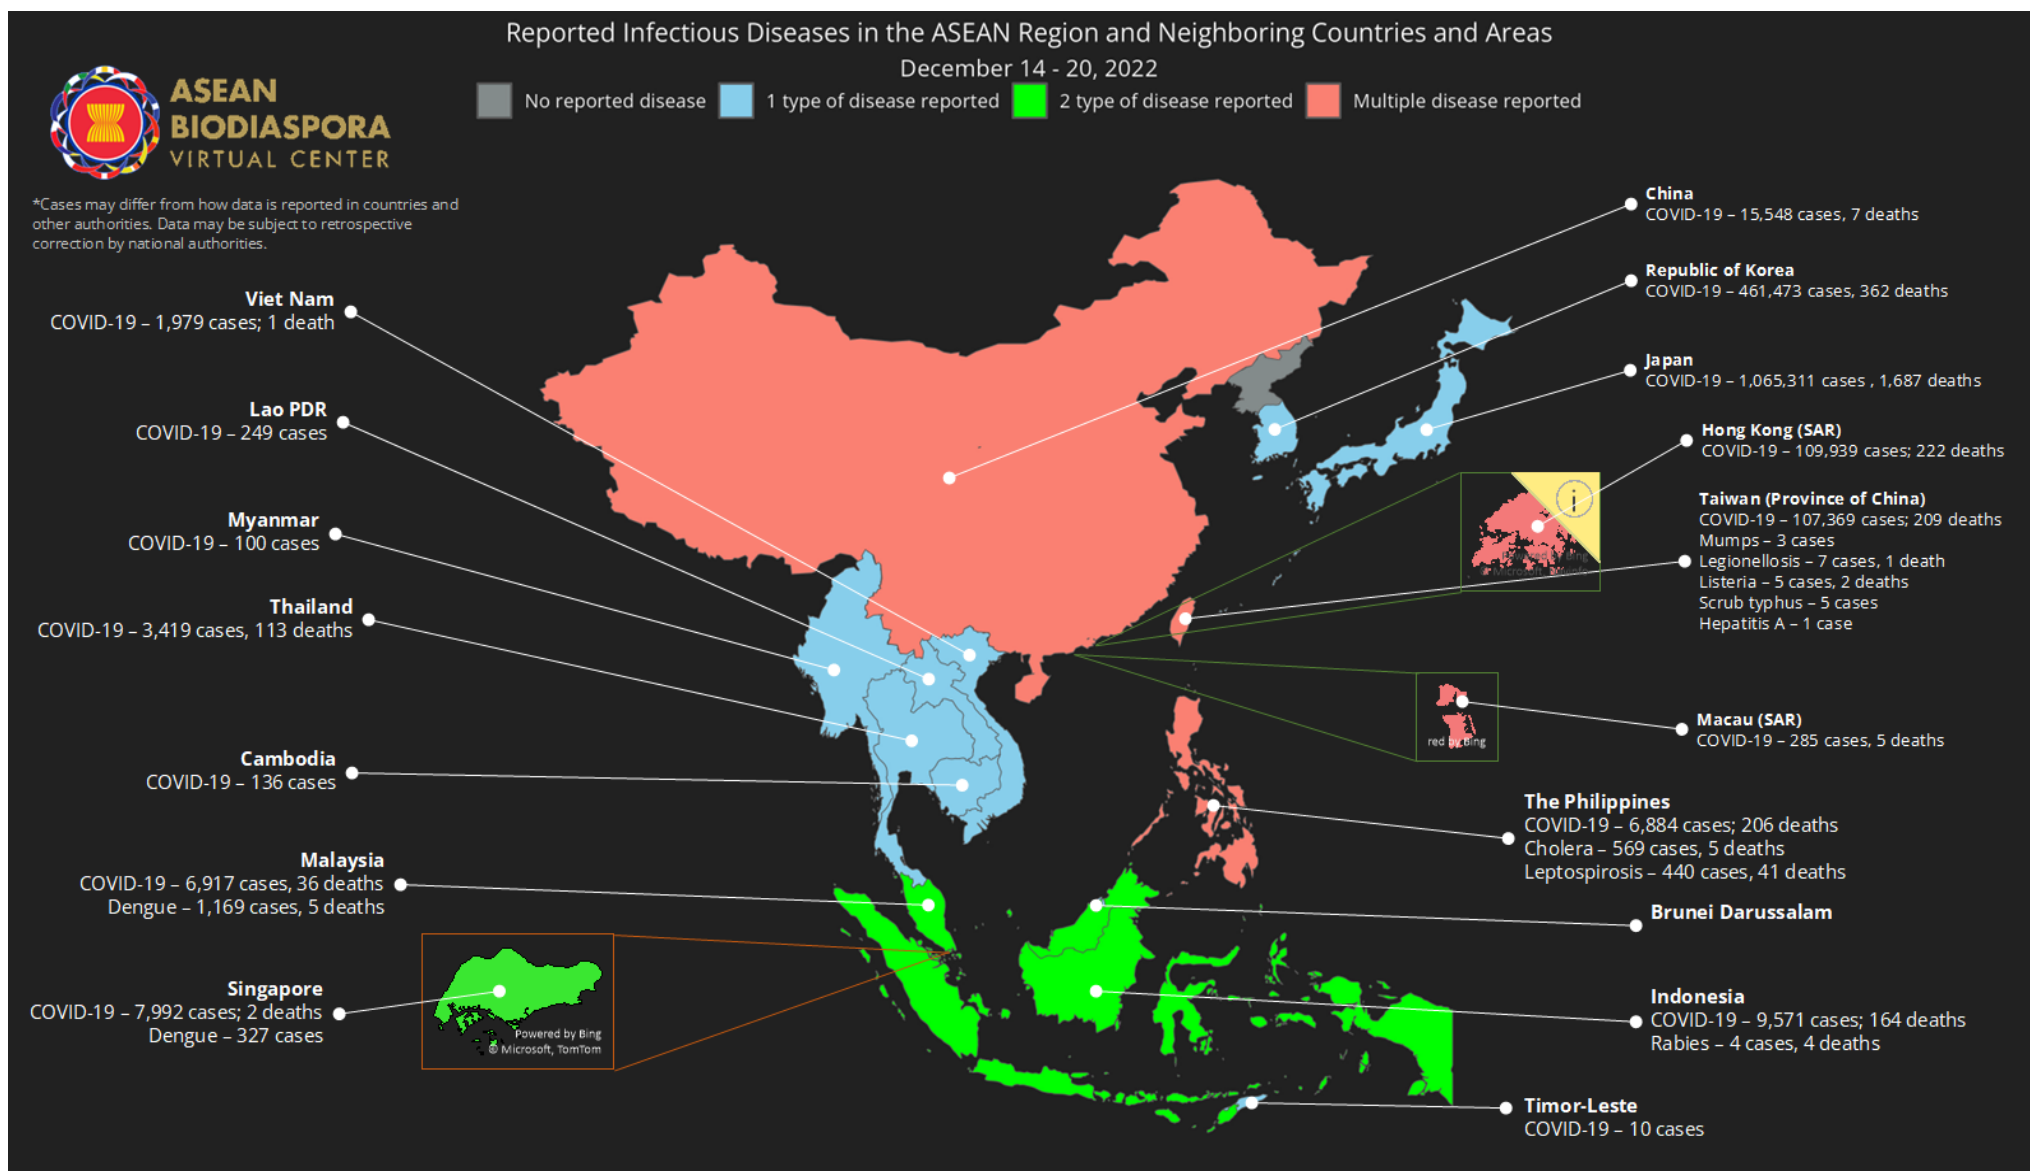 Reported Infectious Diseases in the ASEAN Region and Neighboring Countries and Areas
December 14 - 20, 2022
No reported disease
1 type of disease reported
2 type of disease reported
Multiple disease reported
ASEAN
BIODIASPORA
VIRTUAL CENTER
*Cases may differ from how data is reported in countries and
other authorities. Data may be subject to retrospective
correction by national authorities.
Viet Nam
COVID-19 – 1,979 cases; 1 death
Lao PDR
COVID-19 – 249 cases
Myanmar
COVID-19 – 100 cases
Thailand
COVID-19 – 3,419 cases, 113 deaths
Cambodia
COVID-19 – 136 cases
Malaysia
COVID-19 – 6,917 cases, 36 deaths
Dengue – 1,169 cases, 5 deaths
Singapore
COVID-19 – 7,992 cases; 2 deaths
Dengue – 327 cases
Powered by Bing
© Microsoft, TomTom
China
COVID-19 – 15,548 cases, 7 deaths
Republic of Korea
COVID-19 – 461,473 cases, 362 deaths
Japan
COVID-19 – 1,065,311 cases , 1,687 deaths
Hong Kong (SAR)
COVID-19 – 109,939 cases; 222 deaths
i
Powered by Bing
© Microsoft,
Taiwan (Province of China)
COVID-19 – 107,369 cases; 209 deaths
Mumps – 3 cases
Legionellosis – 7 cases, 1 death
Listeria – 5 cases, 2 deaths
Scrub typhus – 5 cases
Hepatitis A – 1 case
Macau (SAR)
COVID-19 – 285 cases, 5 deaths
red by Bing
The Philippines
COVID-19 – 6,884 cases; 206 deaths
Cholera – 569 cases, 5 deaths
Leptospirosis – 440 cases, 41 deaths
Brunei Darussalam
Indonesia
COVID-19 – 9,571 cases; 164 deaths
Rabies – 4 cases, 4 deaths
Timor-Leste
COVID-19 – 10 cases